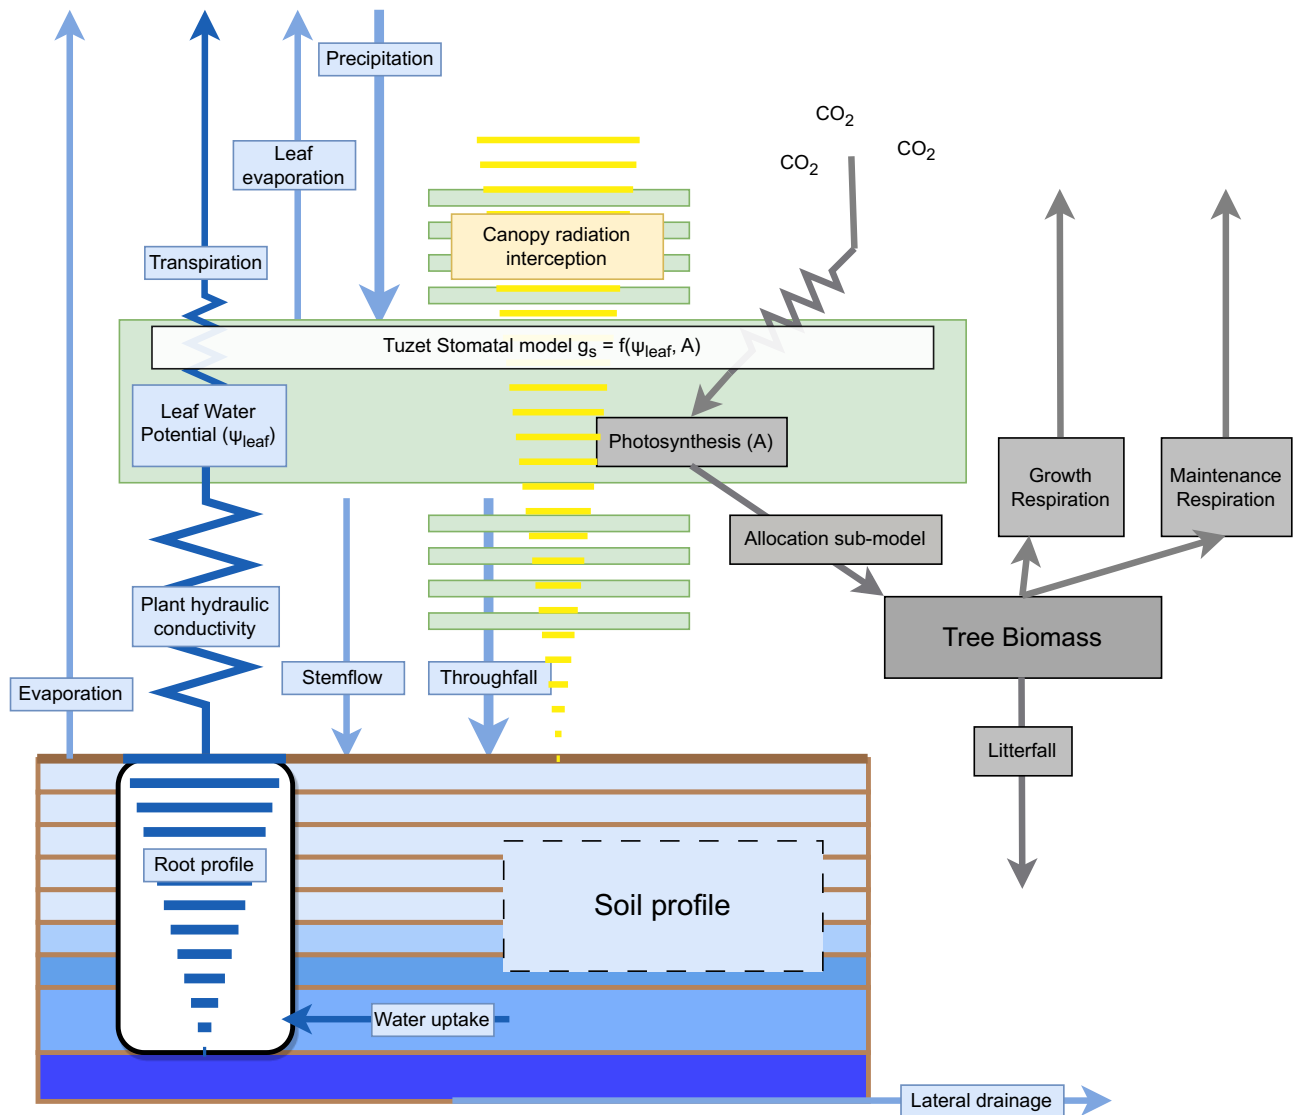 Precipitation
CO2
CO2
CO2
Leaf
evaporation
Canopy radiation
interception
Transpiration
Tuzet Stomatal model gs = f(ψleaf, A)
Leaf Water
Potential (ψleaf)
Photosynthesis (A)
Growth
Respiration
Maintenance
Respiration
Allocation sub-model
Plant hydraulic
conductivity
Tree Biomass
Evaporation
Stemflow
Throughfall
Litterfall
Root profile
Soil profile
Water uptake
Lateral drainage